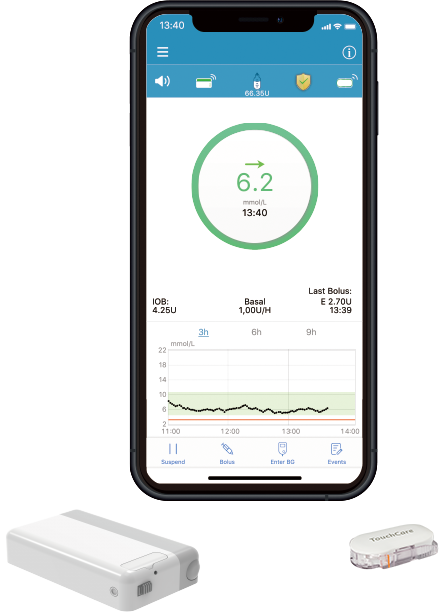 13:40
66.35U
6.2
mmol/L
13:40
Last Bolus:
IOB: Basal E 2.70U
4.25U 1,00U/H 13:39
3h 6h 9h
mmol/L
22
18
14
10
6
2
11:00 12:00 13:00 14:00
Suspend Bolus Enter BG Events
TouchCare